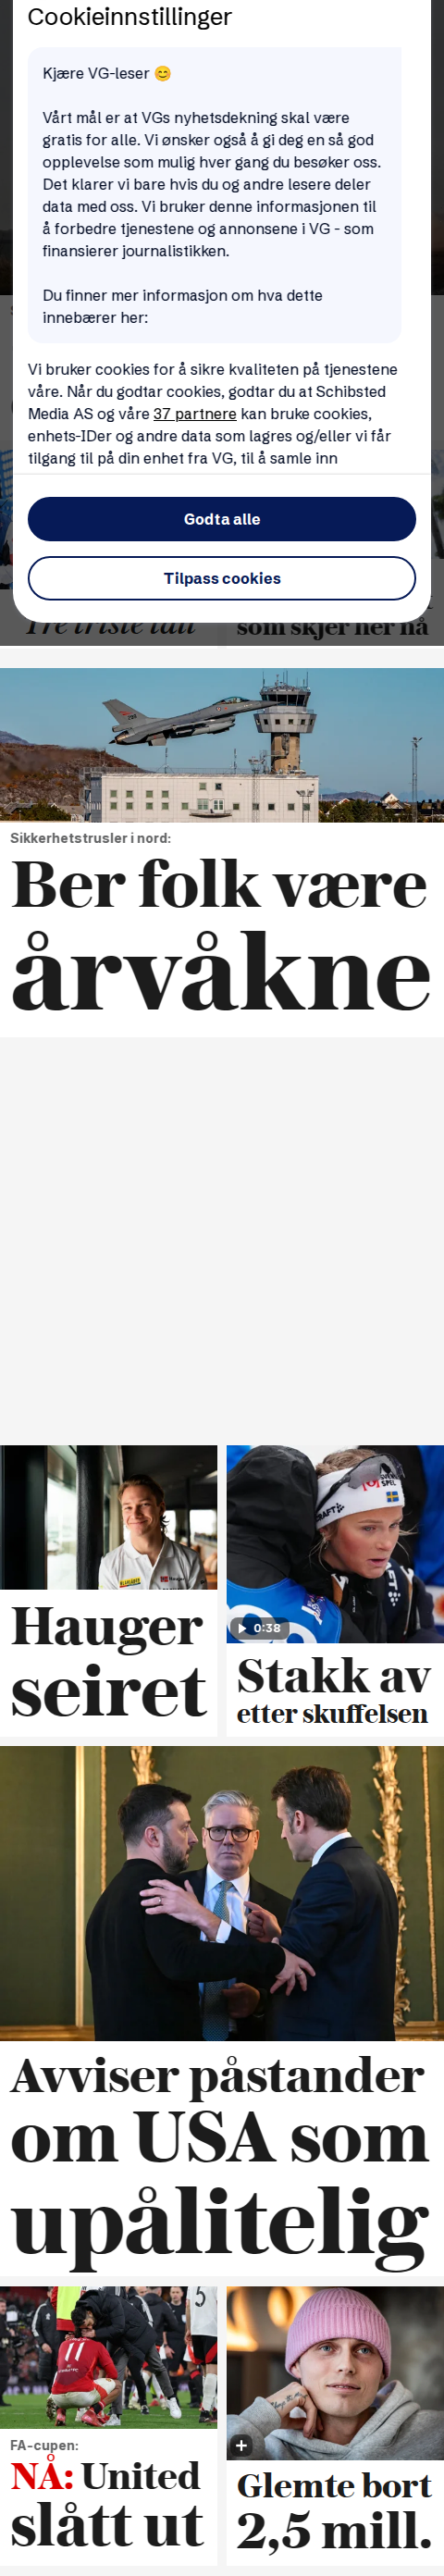 Cookieinnstillinger
Kjære VG-leser 😊
Vårt mål er at VGs nyhetsdekning skal være
gratis for alle. Vi ønsker også å gi deg en så god
opplevelse som mulig hver gang du besøker oss.
Det klarer vi bare hvis du og andre lesere deler
data med oss. Vi bruker denne informasjonen til
å forbedre tjenestene og annonsene i VG - som
finansierer journalistikken.
Du finner mer informasjon om hva dette
innebærer her:
Vi bruker cookies for å sikre kvaliteten på tjenestene
våre. Når du godtar cookies, godtar du at Schibsted
Media AS og våre 37 partnere kan bruke cookies,
enhets-IDer og andre data som lagres og/eller vi får
tilgang til på din enhet fra VG, til å samle inn
Godta alle
Tilpass cookies
Tre triste tall
som skjer her nå
Sikkerhetstrusler i nord:
Ber folk være
årvåkne
Hauger
seiret
0:38
Stakk av
etter skuffelsen
Avviser påstander
om USA som
upålitelig
11
5
FA-cupen:
NÅ: United
slått ut
Glemte bort
2,5 mill.